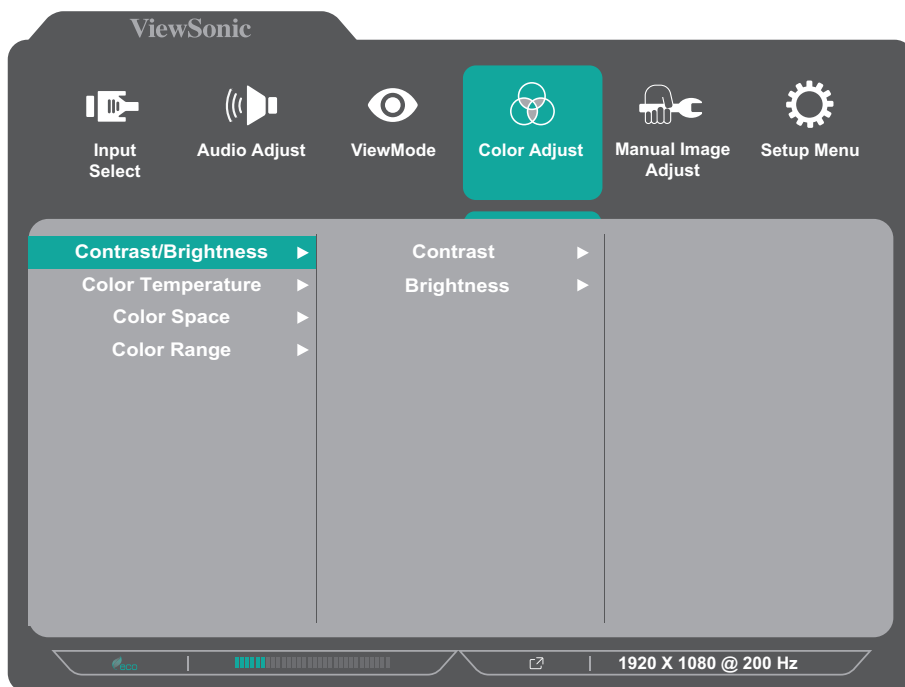 ViewSonic
Input
Select
Audio Adjust
ViewMode
Color Adjust
Manual Image
Adjust
Setup Menu
Contrast/Brightness
Color Temperature
Color Space
Color Range
Contrast
Brightness
eco
1920 X 1080 @ 200 Hz